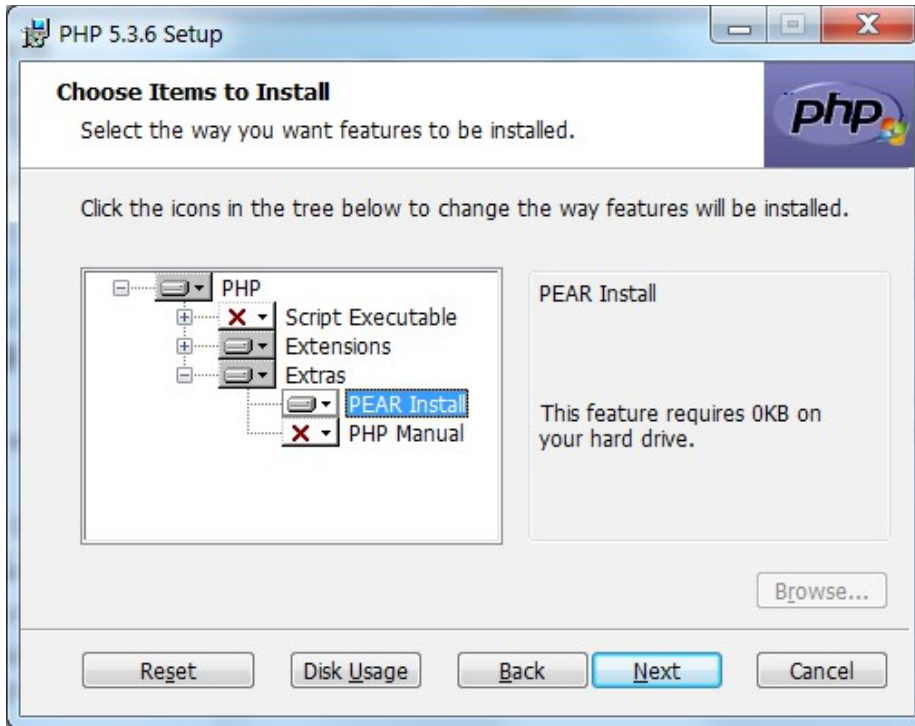 PHP 5.3.6 Setup
Choose Items to Install
Select the way you want features to be installed.
php
Click the icons in the tree below to change the way features will be installed.
PHP
Script Executable
Extensions
Extras
PEAR Install
PHP Manual
PEAR Install
This feature requires 0KB on
your hard drive.
Browse...
Reset
Disk Usage
Back
Next
Cancel